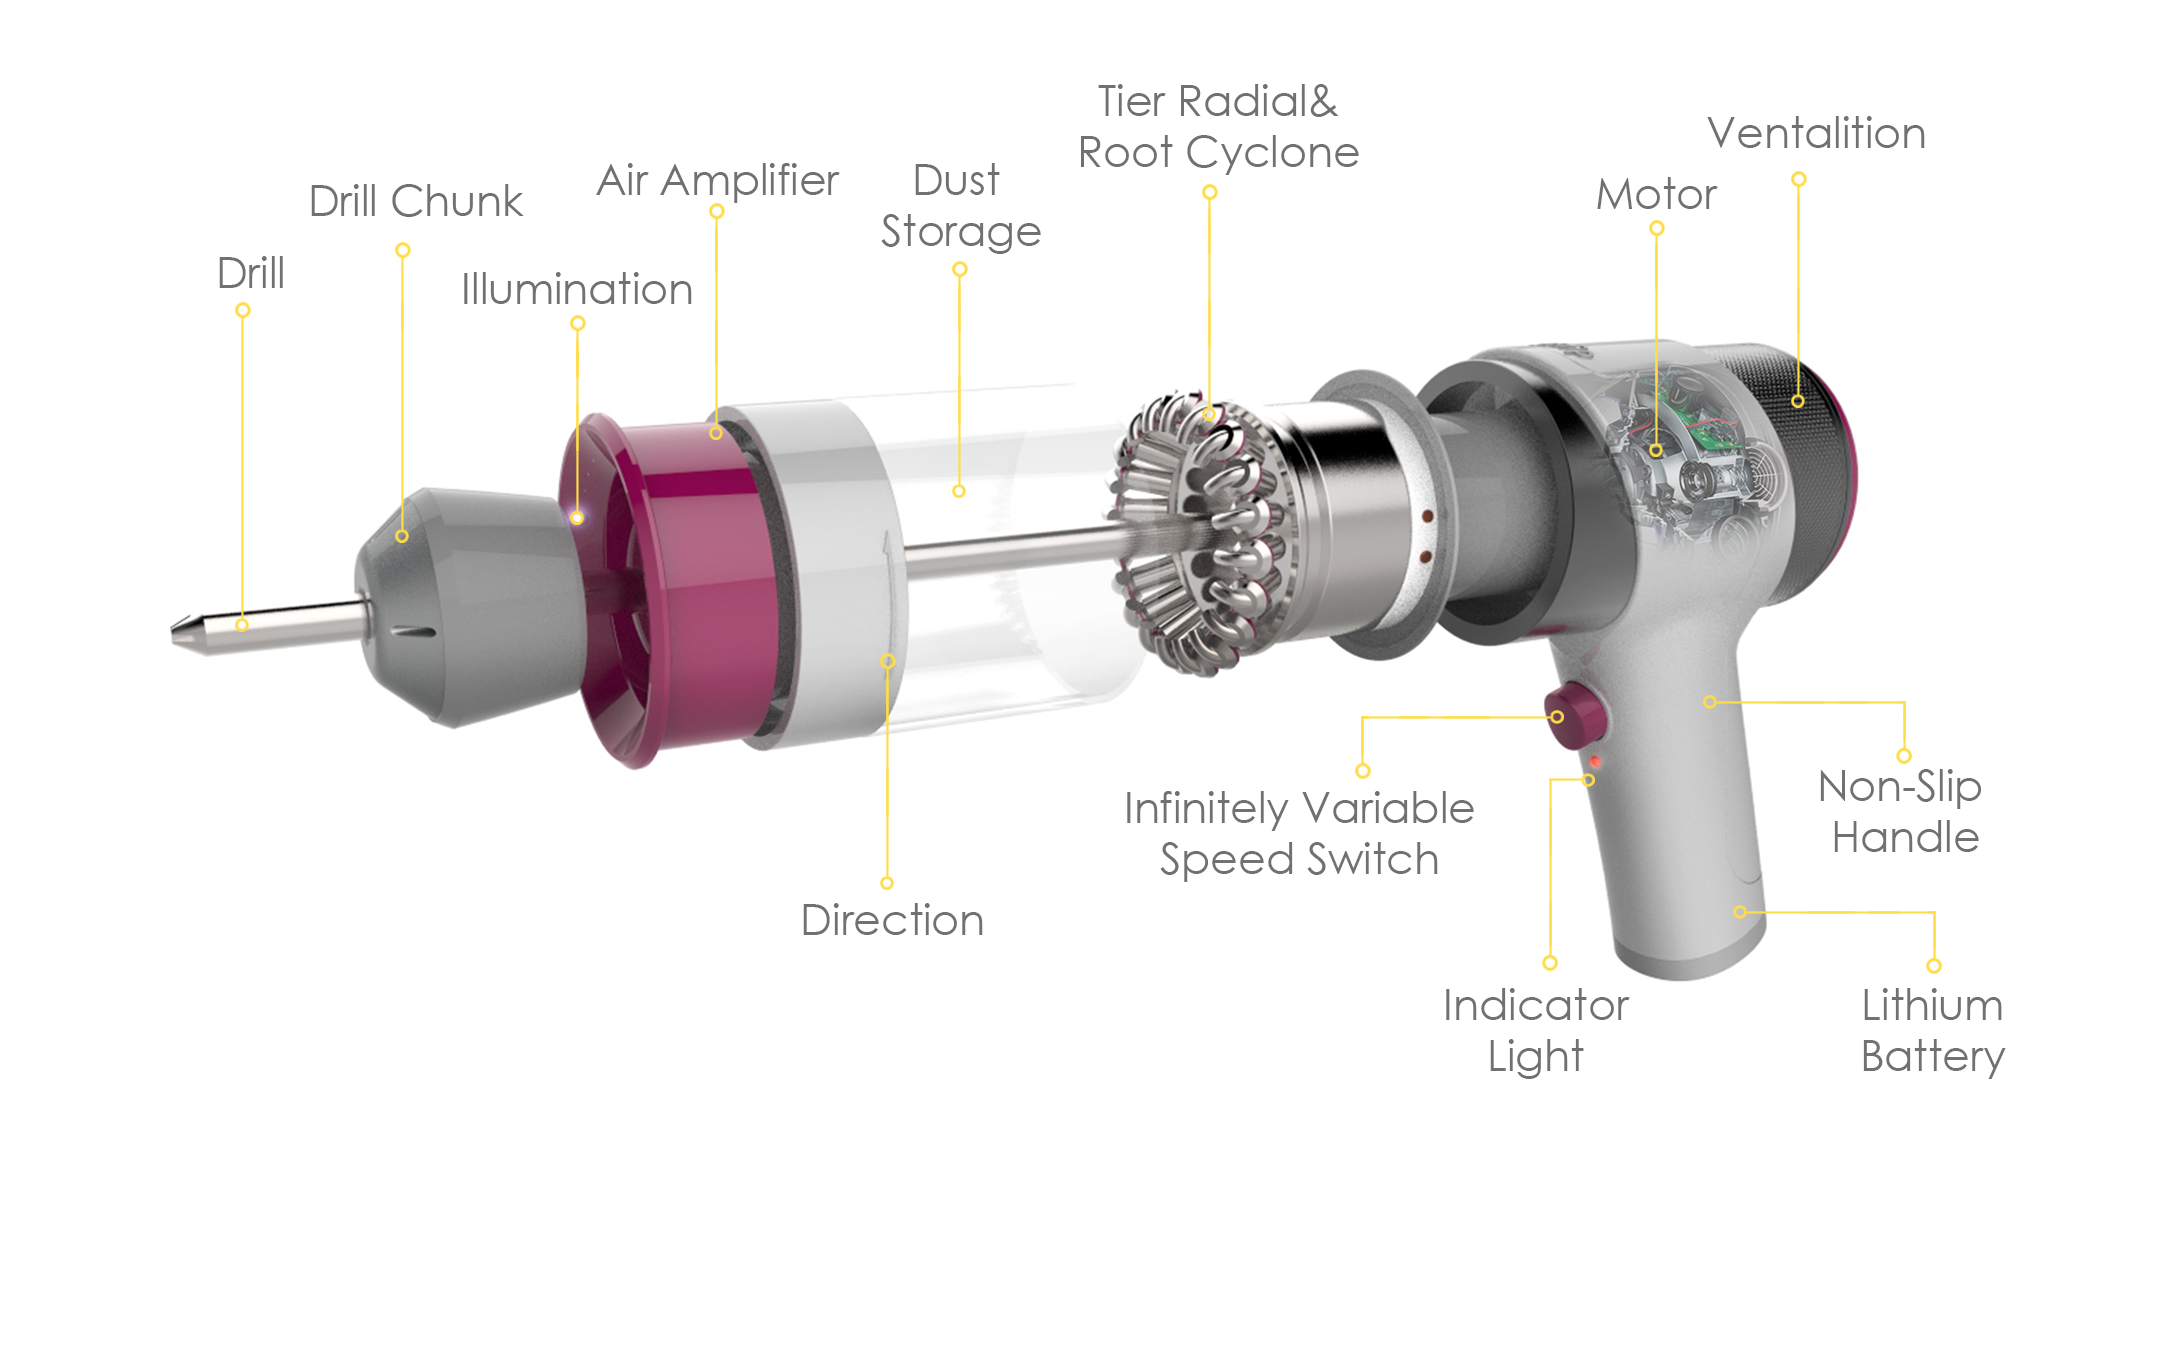 Tier Radial&
Root Cyclone
Ventalition
Air Amplifier
Dust
Storage
Motor
Drill Chunk
Drill
Illumination
Infinitely Variable
Speed Switch
Non-Slip
Handle
Direction
Indicator
Light
Lithium
Battery